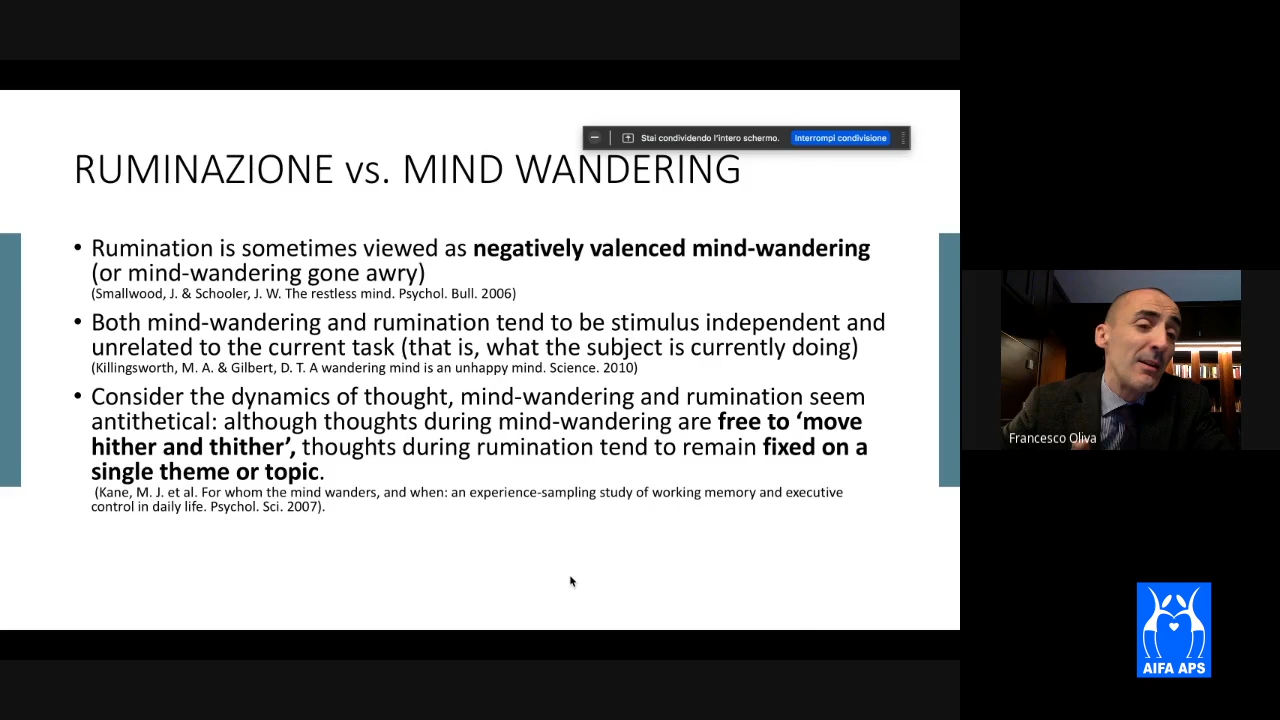 Stai condividendo l'intero schermo. Interrompi condivisione
RUMINAZIONE vs. MIND WANDERING
• Rumination is sometimes viewed as negatively valenced mind-wandering
(or mind-wandering gone awry)
(Smallwood, J. & Schooler, J. W. The restless mind. Psychol. Bull. 2006)
• Both mind-wandering and rumination tend to be stimulus independent and
unrelated to the current task (that is, what the subject is currently doing)
(Killingsworth, M. A. & Gilbert, D. T. A wandering mind is an unhappy mind. Science. 2010)
• Consider the dynamics of thought, mind-wandering and rumination seem
antithetical: although thoughts during mind-wandering are free to ‘move
hither and thither’, thoughts during rumination tend to remain fixed on a
single theme or topic.
(Kane, M. J. et al. For whom the mind wanders, and when: an experience-sampling study of working memory and executive
control in daily life. Psychol. Sci. 2007).
Francesco Oliva
AIFA APS